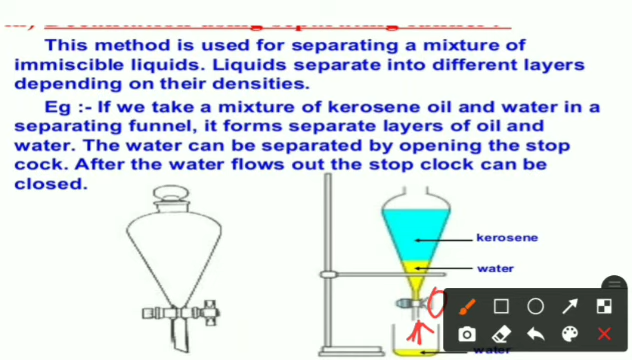 This method is used for separating a mixture of
immiscible liquids. Liquids separate into different layers
depending on their densities.
Eg :- If we take a mixture of kerosene oil and water in a
separating funnel, it forms separate layers of oil and
water. The water can be separated by opening the stop
cock. After the water flows out the stop clock can be
closed.
kerosene
water
water